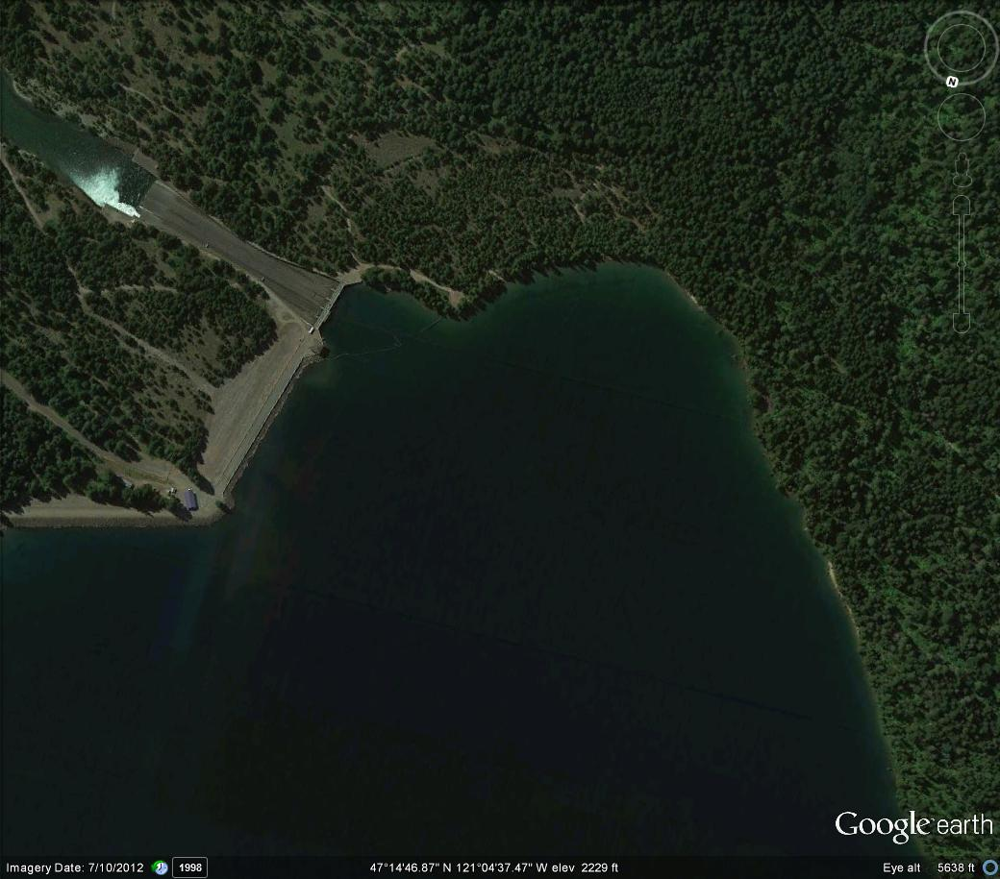 N
Google earth
Imagery Date: 7/10/2012 1998 47°14'46.87" N 121°04'37.47" W elev 2229 ft Eye alt 5638 ft